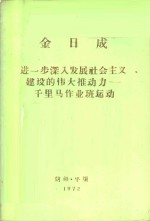 金日成
进一步深入发展社会主义
建设的伟大推动力——
千里马作业班运动
朝鲜·平壤